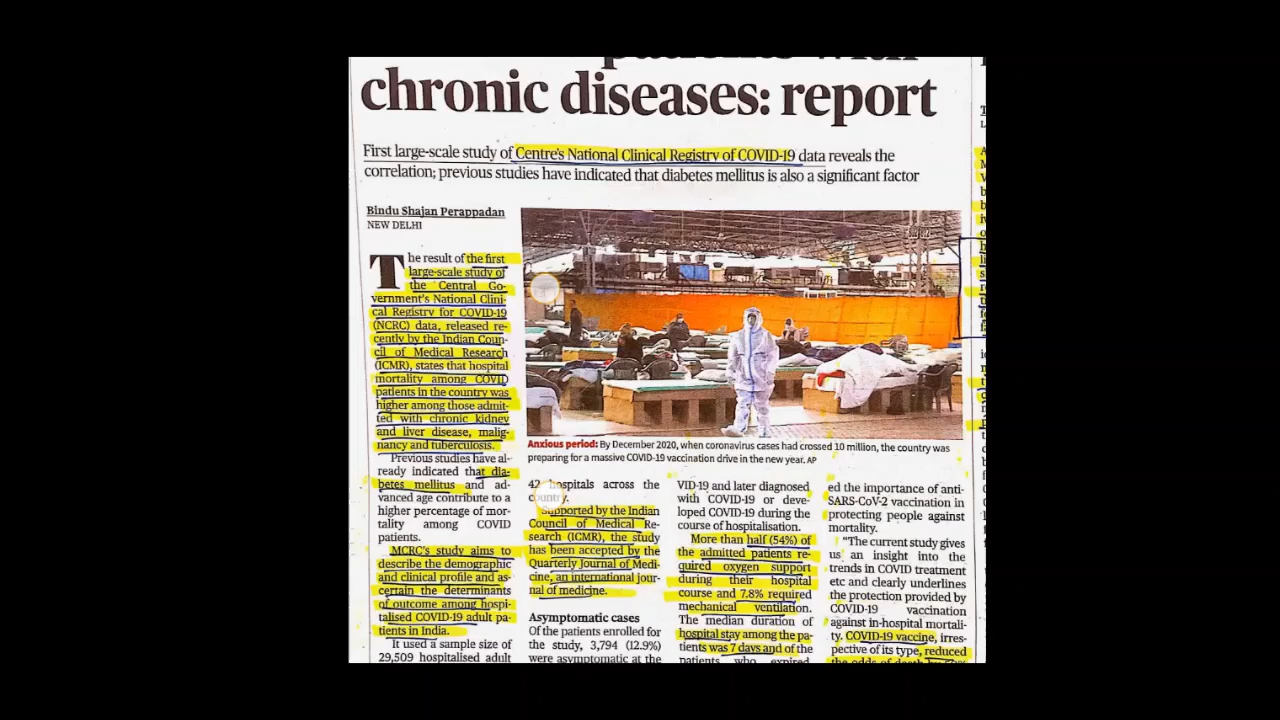 chronic diseases: report
First large-scale study of Centre's National Clinical Registry of COVID-19 data reveals the
correlation; previous studies have indicated that diabetes mellitus is also a significant factor
Bindu Shajan Perappadan
NEW DELHI
The result of the first
large-scale study of
the Central Go-
vernment's National Clini-
cal Registry for COVID-19
(NCRC) data, released re-
cently by the Indian Coun-
cil of Medical Research
(ICMR), states that hospital
mortality among COVID
patients in the country was
higher among those admit-
ted with chronic kidney
and liver disease, malig-
nancy and tuberculosis.
Previous studies have al-
ready indicated that dia-
betes mellitus and ad-
vanced age contribute to a
higher percentage of mor-
tality among COVID
patients.
MCRC's study aims to
describe the demographic
and clinical profile and as-
certain the determinants
of outcome among hospi-
talised COVID-19 adult pa-
tients in India.
It used a sample size of
29,509 hospitalised adult
Anxious period: By December 2020, when coronavirus cases had crossed 10 million, the country was
preparing for a massive COVID-19 vaccination drive in the new year. AP
42 hospitals across the
country.
Supported by the Indian
Council of Medical Re-
search (ICMR), the study
has been accepted by the
Quarterly Journal of Medi-
cine, an international jour-
nal of medicine.
Asymptomatic cases
Of the patients enrolled for
the study, 3,794 (12.9%)
were asymptomatic at the
VID-19 and later diagnosed
with COVID-19 or deve-
loped COVID-19 during the
course of hospitalisation.
More than half (54%) of
the admitted patients re-
quired oxygen support
during their hospital
course and 7.8% required
mechanical ventilation.
The median duration of
hospital stay among the pa-
tients was 7 days and of the
patients who expired
ed the importance of anti-
SARS-CoV-2 vaccination in
protecting people against
mortality.
"The current study gives
us an insight into the
trends in COVID treatment
etc and clearly underlines
the protection provided by
COVID-19 vaccination
against in-hospital mortali-
ty. COVID-19 vaccine, irres-
pective of its type, reduced
the odds of death by